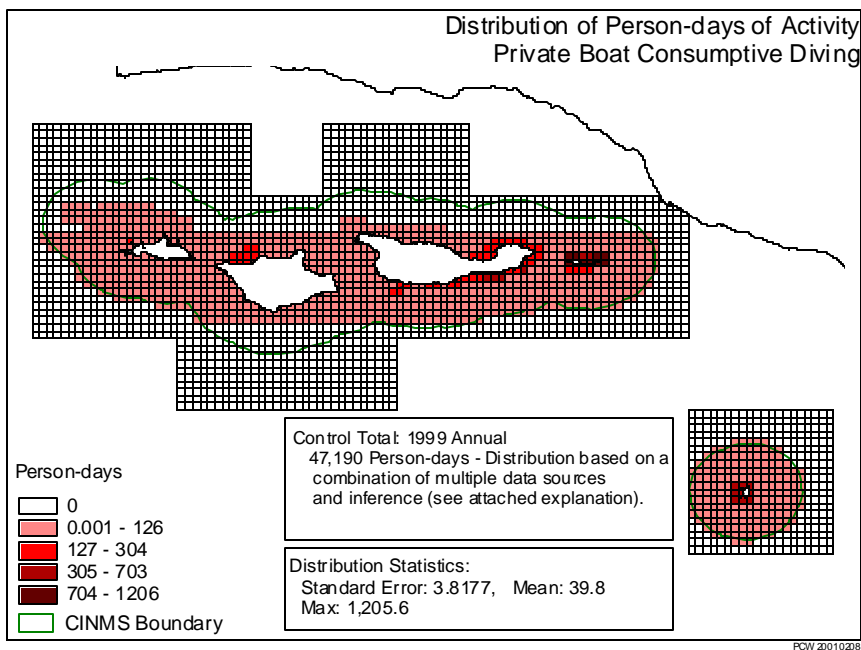 Distribution of Person-days of Activity
Private Boat Consumptive Diving
Control Total: 1999 Annual
47,190 Person-days - Distribution based on a
combination of multiple data sources
and inference (see attached explanation).
Person-days
0
0.001 - 126
127 - 304
305 - 703
704 - 1206
CINMS Boundary
Distribution Statistics:
Standard Error: 3.8177, Mean: 39.8
Max: 1,205.6
PCW 20010208